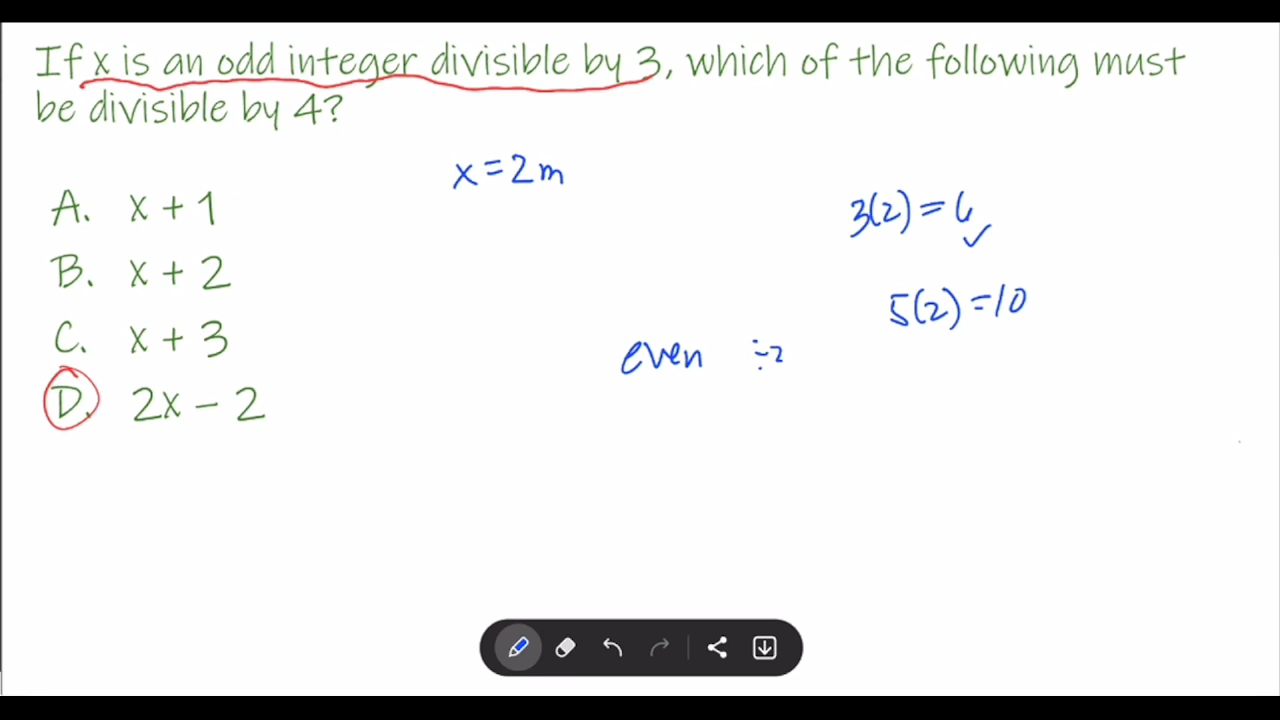 If x is an odd integer divisible by 3, which of the following must
be divisible by 4?
x = 2m
A. x + 1
3(2) = 6
B. x + 2
5(2) = 10
C. x + 3
even ÷2
D. 2x - 2